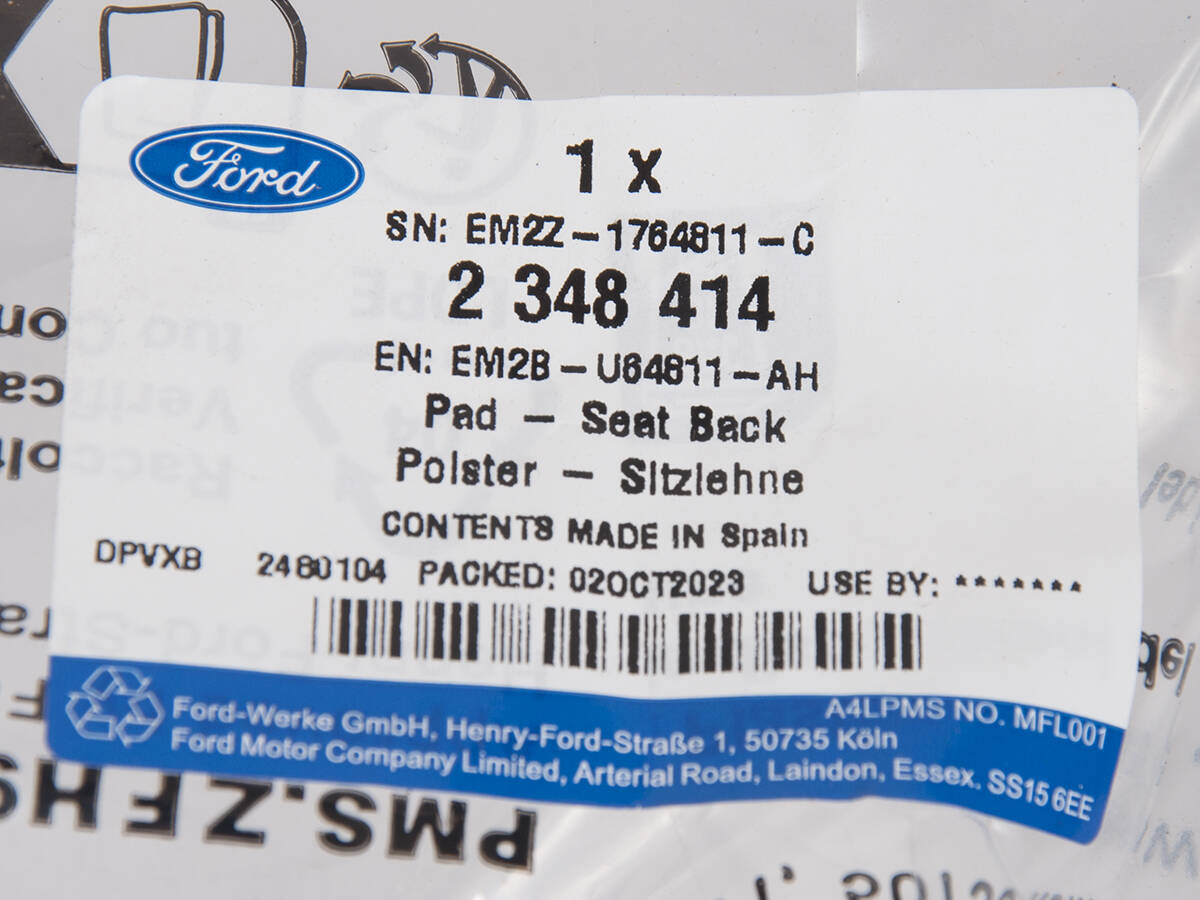 Ford
1 x
SN: EM2Z-1764811-C
2 348 414
EN: EM2B-U64811-AH
Pad - Seat Back
Polster - Sitzlehne
CONTENTS MADE IN Spain
DPVXB 2480104 PACKED: 02OCT2023 USE BY: *******
A4LPMS NO. MFL001
Ford-Werke GmbH, Henry-Ford-Straße 1, 50735 Köln
Ford Motor Company Limited, Arterial Road, Laindon, Essex. SS15 6EE